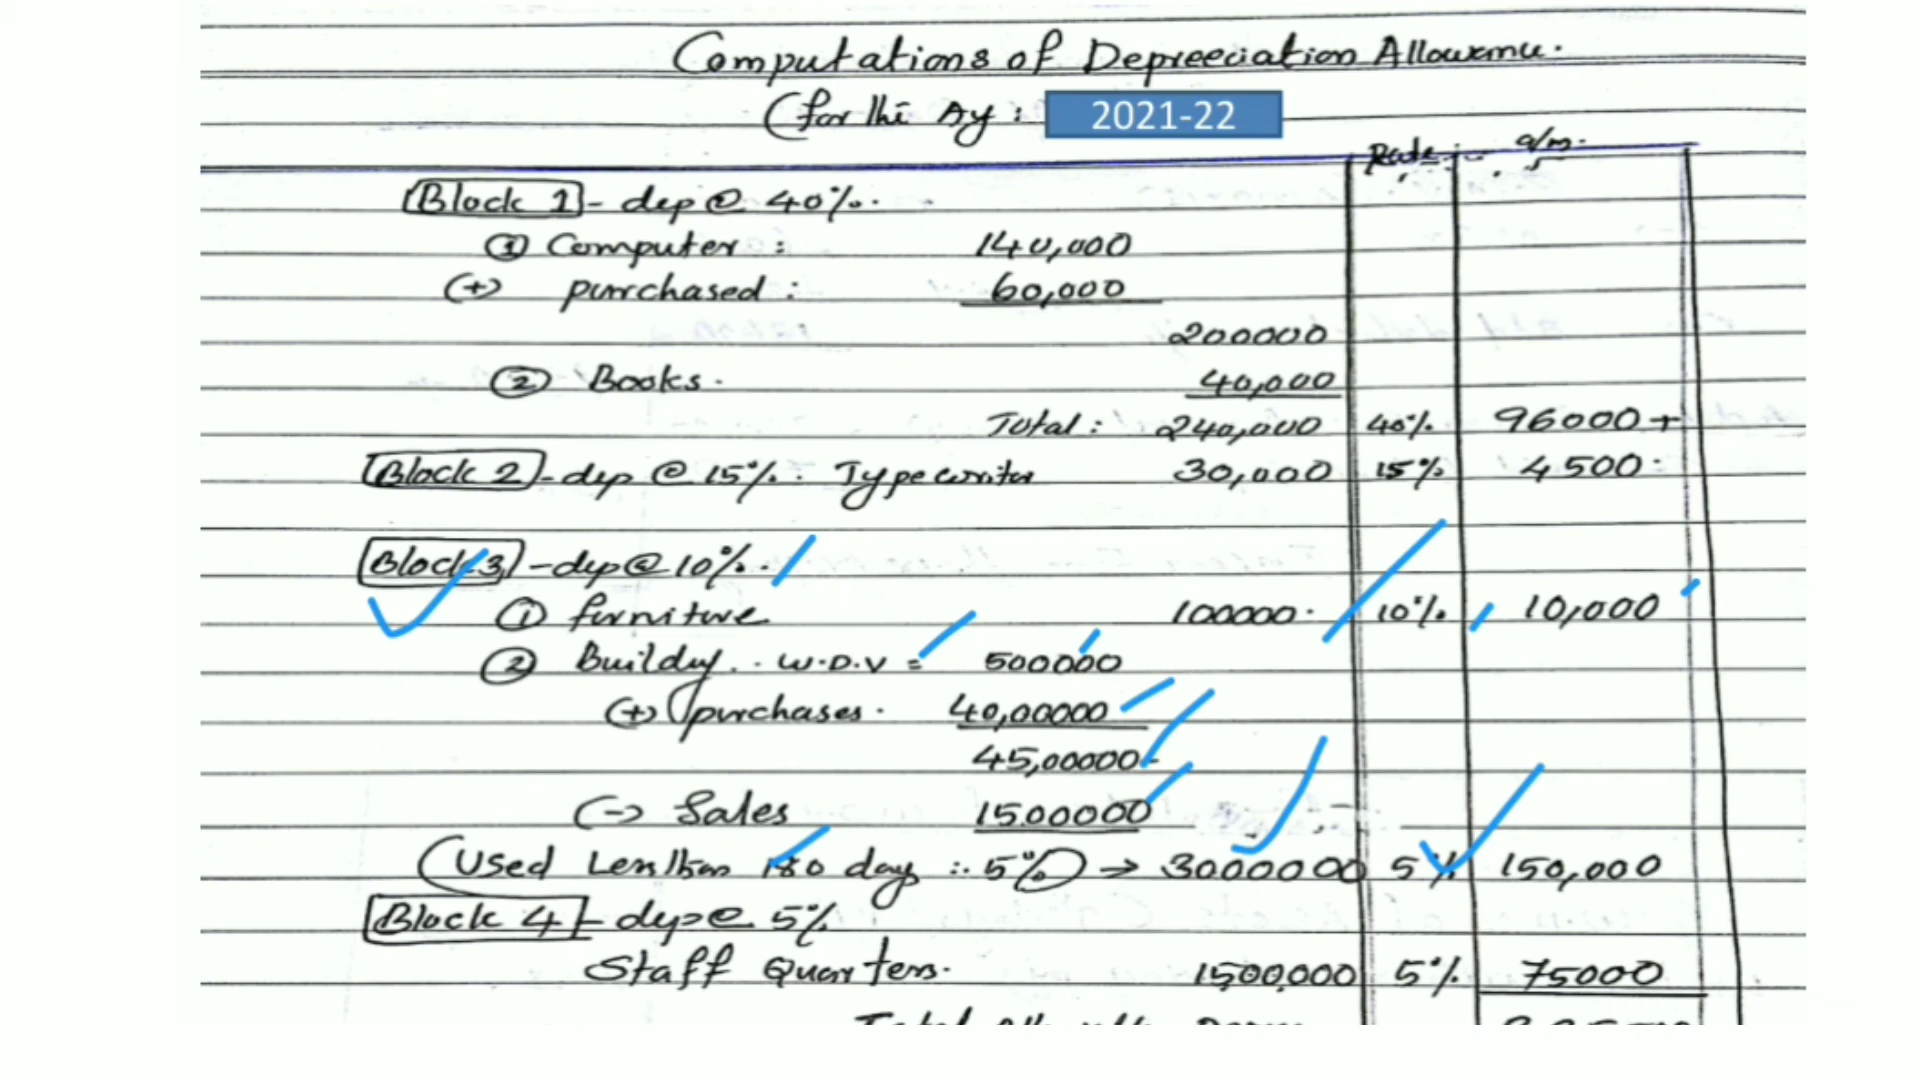 Computations of Depreciation Allowance.
(for the Ay : 2021-22
Rate a/m.
Block 1 - dep @ 40%.
① Computer : 140,000
(+) purchased : 60,000
200000
② Books. 40,000
Total : 240,000 40% 96000
Block 2 - dep @ 15%. Typewriter 30,000 15% 4500
Block 3 - dep @ 10%.
① furniture 100000 10% 10,000
② Building. W.D.V = 500000
(+) purchases. 40,00000
45,00000
(-) Sales 1500000
(Used Less than 180 days ∴ 5%) → 3000000 5% 150,000
Block 4 - dep @ 5%
Staff Quarters. 1500,000 5% 75000